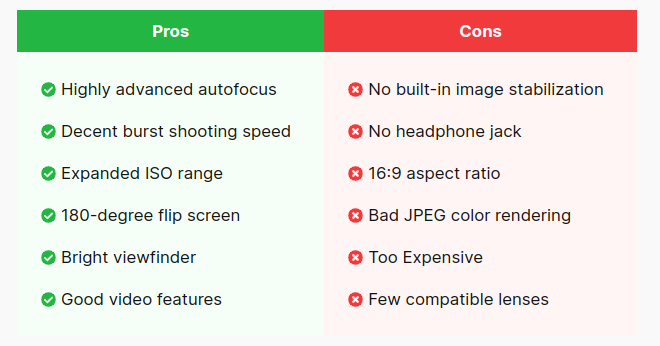 Pros
Cons
Highly advanced autofocus
No built-in image stabilization
Decent burst shooting speed
No headphone jack
Expanded ISO range
16:9 aspect ratio
180-degree flip screen
Bad JPEG color rendering
Bright viewfinder
Too Expensive
Good video features
Few compatible lenses